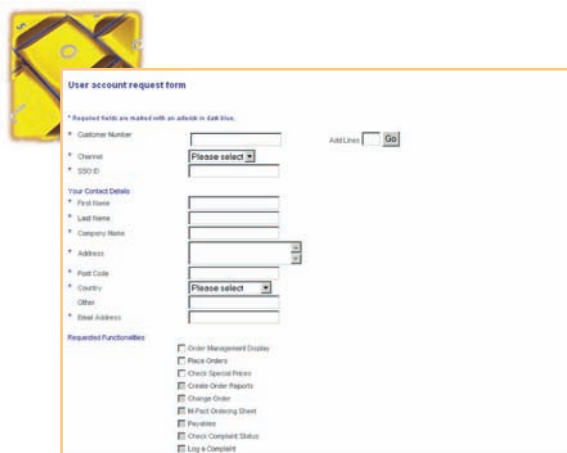 User account request form
* Required fields are marked with an asterisk in dark blue.
* Customer Number
Add Lines Go
* Channel Please select
* SSO ID
Your Contact Details
* First Name
* Last Name
* Company Name
* Address
* Post Code
* Country Please select
Other
* Email Address
Requested Functionalities
Order Management Display
Place Orders
Check Special Prices
Create Order Reports
Change Order
M-Pact Ordering Sheet
Payables
Check Complaint Status
Log a Complaint